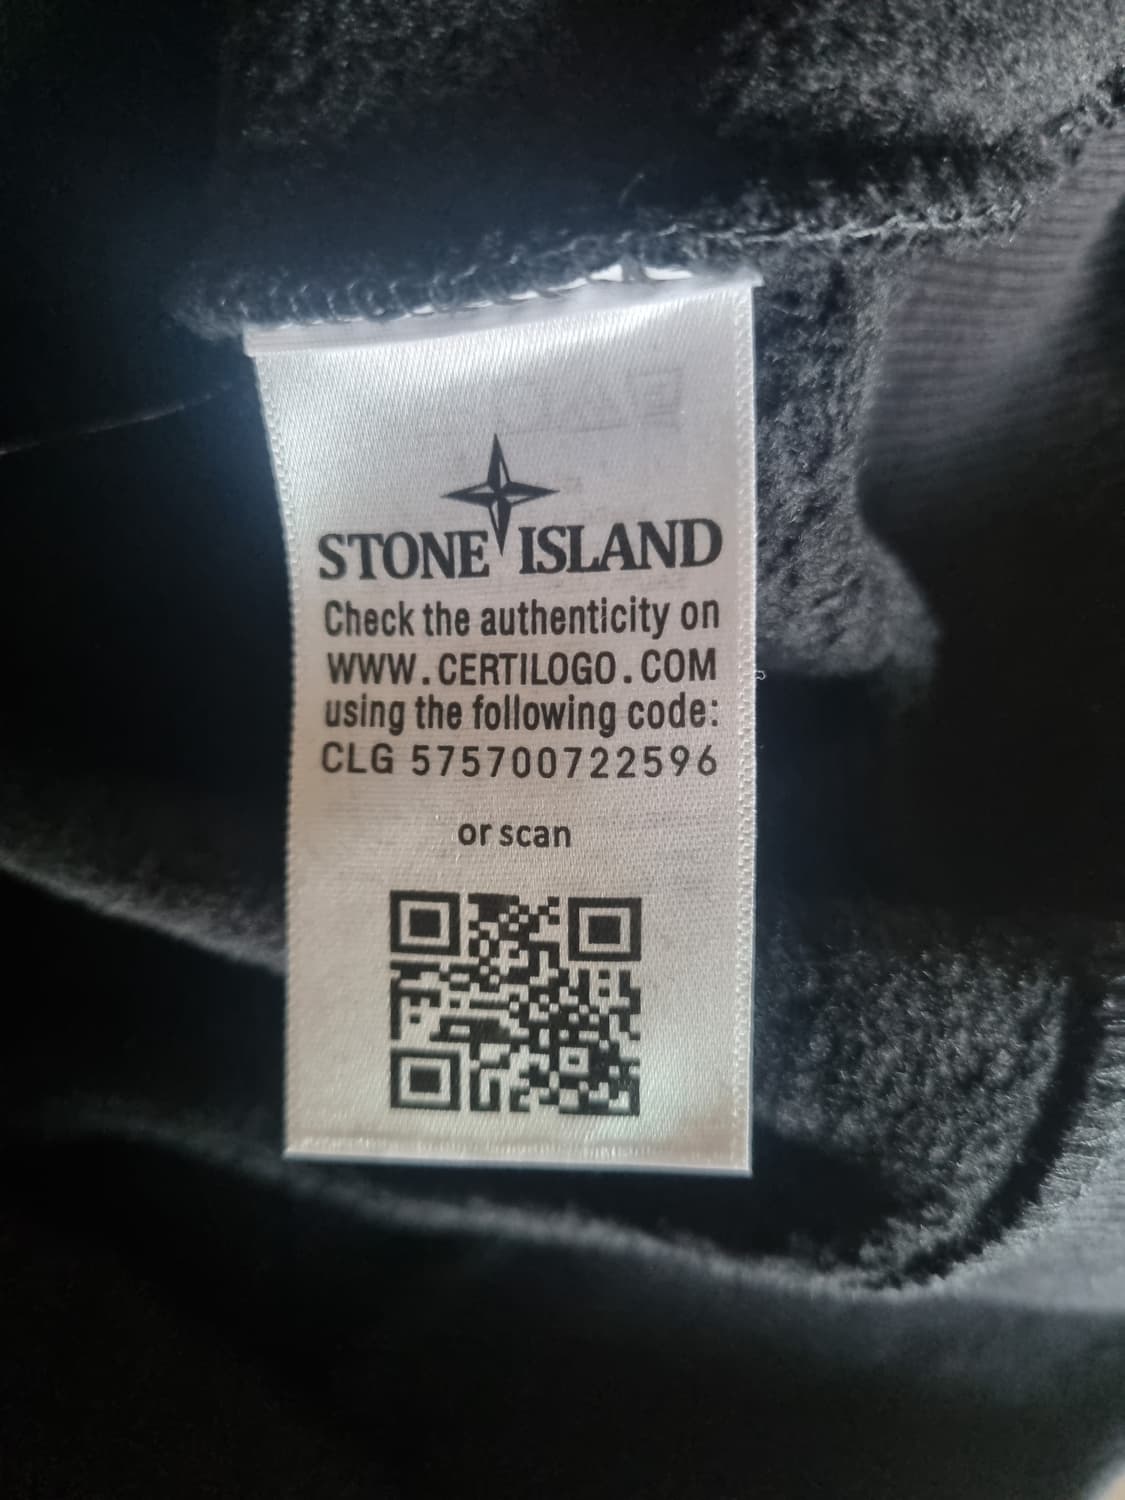 STONE ISLAND
Check the authenticity on
WWW.CERTILOGO.COM
using the following code:
CLG 575700722596
or scan